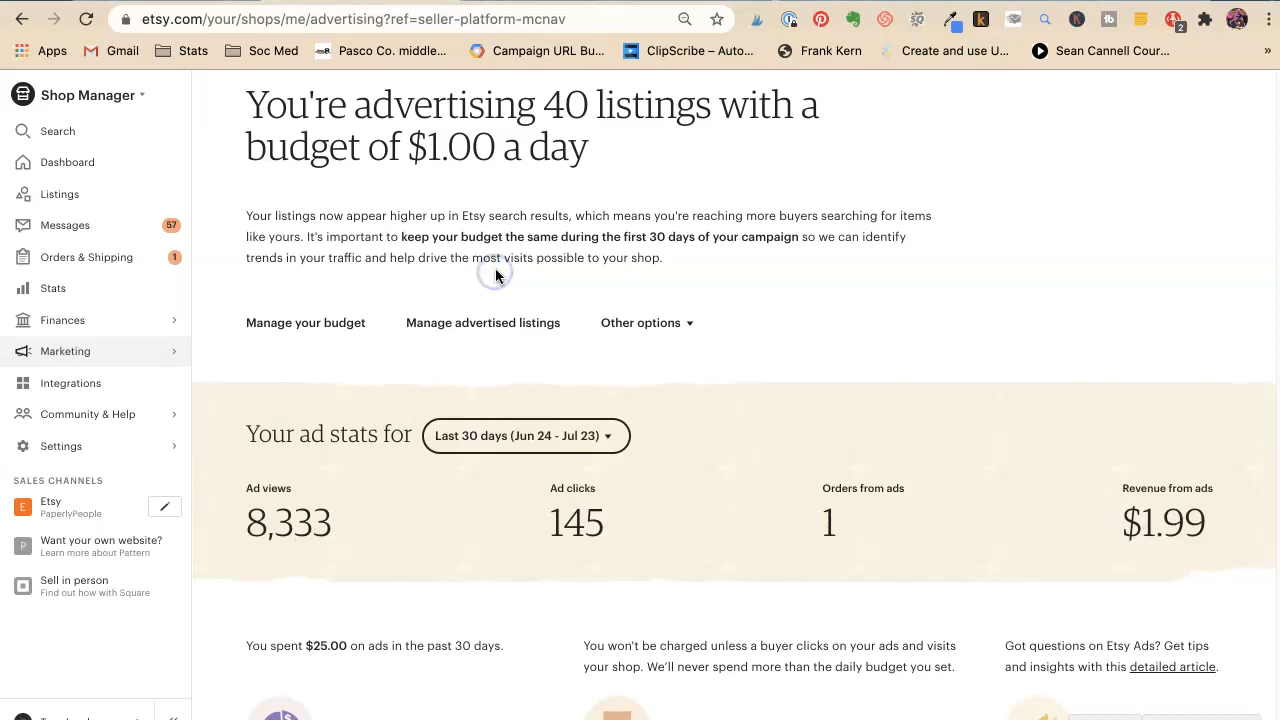 etsy.com/your/shops/me/advertising?ref=seller-platform-mcnav
2
Apps
Gmail
Stats
Soc Med
Pasco Co. middle...
Campaign URL Bu...
ClipScribe – Auto...
Frank Kern
Create and use U...
Sean Cannell Cour...
»
Shop Manager
Search
Dashboard
Listings
Messages 57
Orders & Shipping 1
Stats
Finances
Marketing
Integrations
Community & Help
Settings
SALES CHANNELS
E Etsy
PaperlyPeople
P Want your own website?
Learn more about Pattern
Sell in person
Find out how with Square
You're advertising 40 listings with a
budget of $1.00 a day
Your listings now appear higher up in Etsy search results, which means you're reaching more buyers searching for items
like yours. It's important to keep your budget the same during the first 30 days of your campaign so we can identify
trends in your traffic and help drive the most visits possible to your shop.
Manage your budget
Manage advertised listings
Other options
Your ad stats for Last 30 days (Jun 24 - Jul 23)
Ad views
8,333
Ad clicks
145
Orders from ads
1
Revenue from ads
$1.99
You spent $25.00 on ads in the past 30 days.
You won't be charged unless a buyer clicks on your ads and visits
your shop. We'll never spend more than the daily budget you set.
Got questions on Etsy Ads? Get tips
and insights with this detailed article.